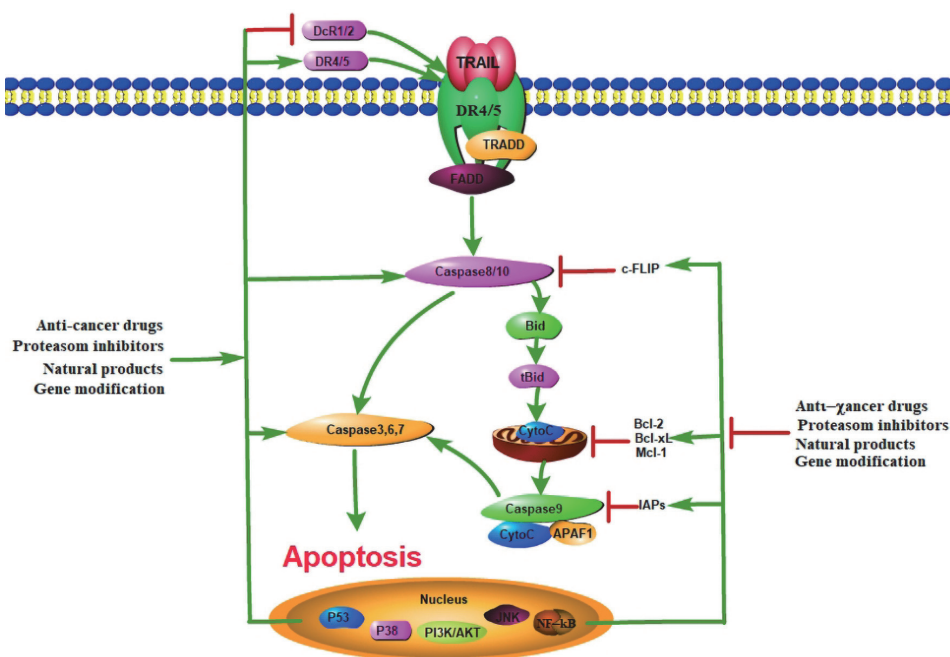 DcR1/2
DR4/5
TRAIL
DR4/5
TRADD
FADD
Caspase8/10
c-FLIP
Bid
tBid
Anti-cancer drugs
Proteasom inhibitors
Natural products
Gene modification
Caspase3,6,7
CytoC
Bcl-2
Bcl-xL
Mcl-1
Antι–χancer drugs
Proteasom inhibitors
Natural products
Gene modification
Caspase9
IAPs
CytoC
APAF1
Apoptosis
Nucleus
P53
P38
PI3K/AKT
JNK
NF–kB